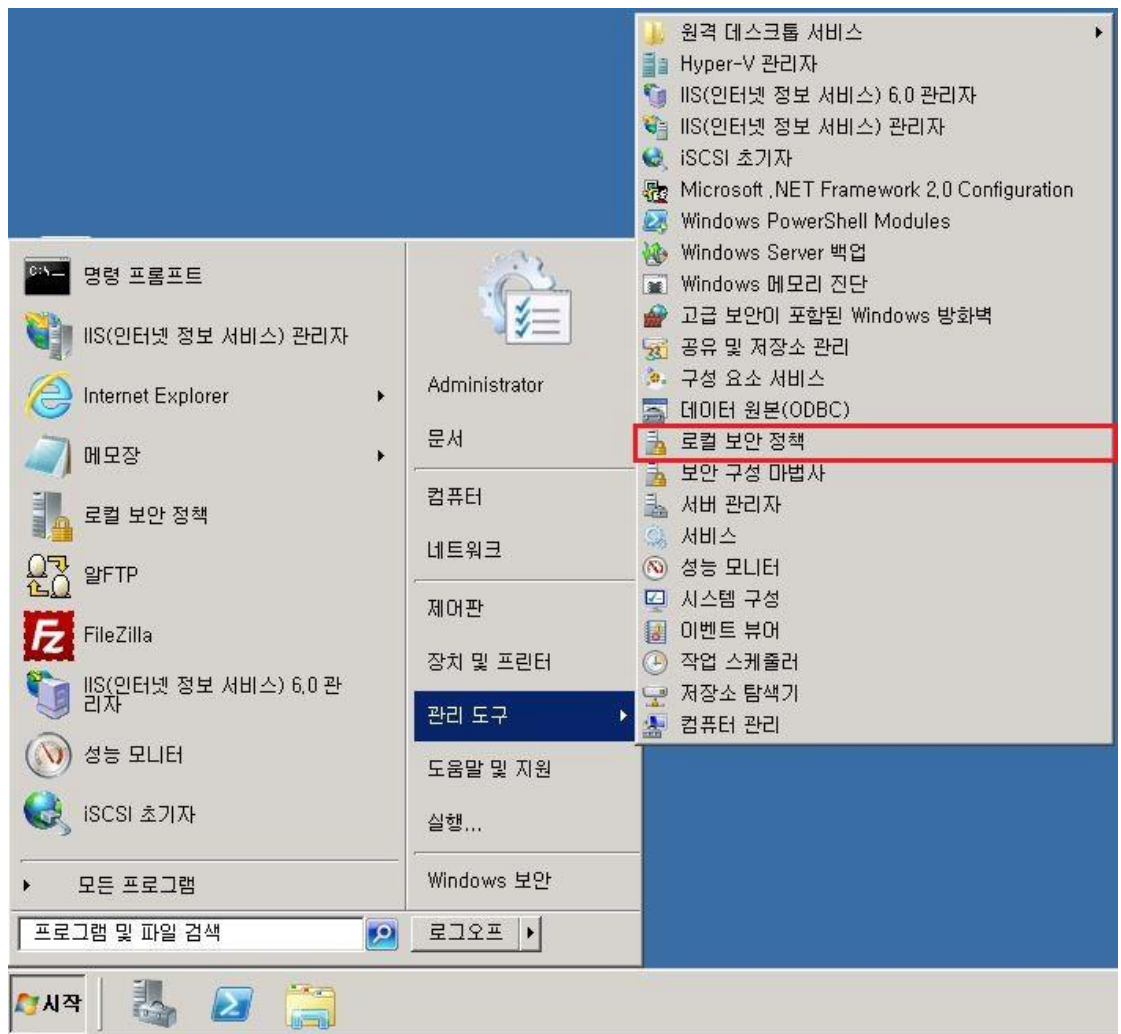 명령 프롬프트
IIS(인터넷 정보 서비스) 관리자
Internet Explorer
메모장
로컬 보안 정책
알FTP
FileZilla
IIS(인터넷 정보 서비스) 6.0 관
리자
성능 모니터
iSCSI 초기자
모든 프로그램
프로그램 및 파일 검색
Administrator
문서
컴퓨터
네트워크
제어판
장치 및 프린터
관리 도구
도움말 및 지원
실행...
Windows 보안
로그오프
원격 데스크톱 서비스
Hyper-V 관리자
IIS(인터넷 정보 서비스) 6.0 관리자
IIS(인터넷 정보 서비스) 관리자
iSCSI 초기자
Microsoft .NET Framework 2.0 Configuration
Windows PowerShell Modules
Windows Server 백업
Windows 메모리 진단
고급 보안이 포함된 Windows 방화벽
공유 및 저장소 관리
구성 요소 서비스
데이터 원본(ODBC)
로컬 보안 정책
보안 구성 마법사
서버 관리자
서비스
성능 모니터
시스템 구성
이벤트 뷰어
작업 스케줄러
저장소 탐색기
컴퓨터 관리
시작